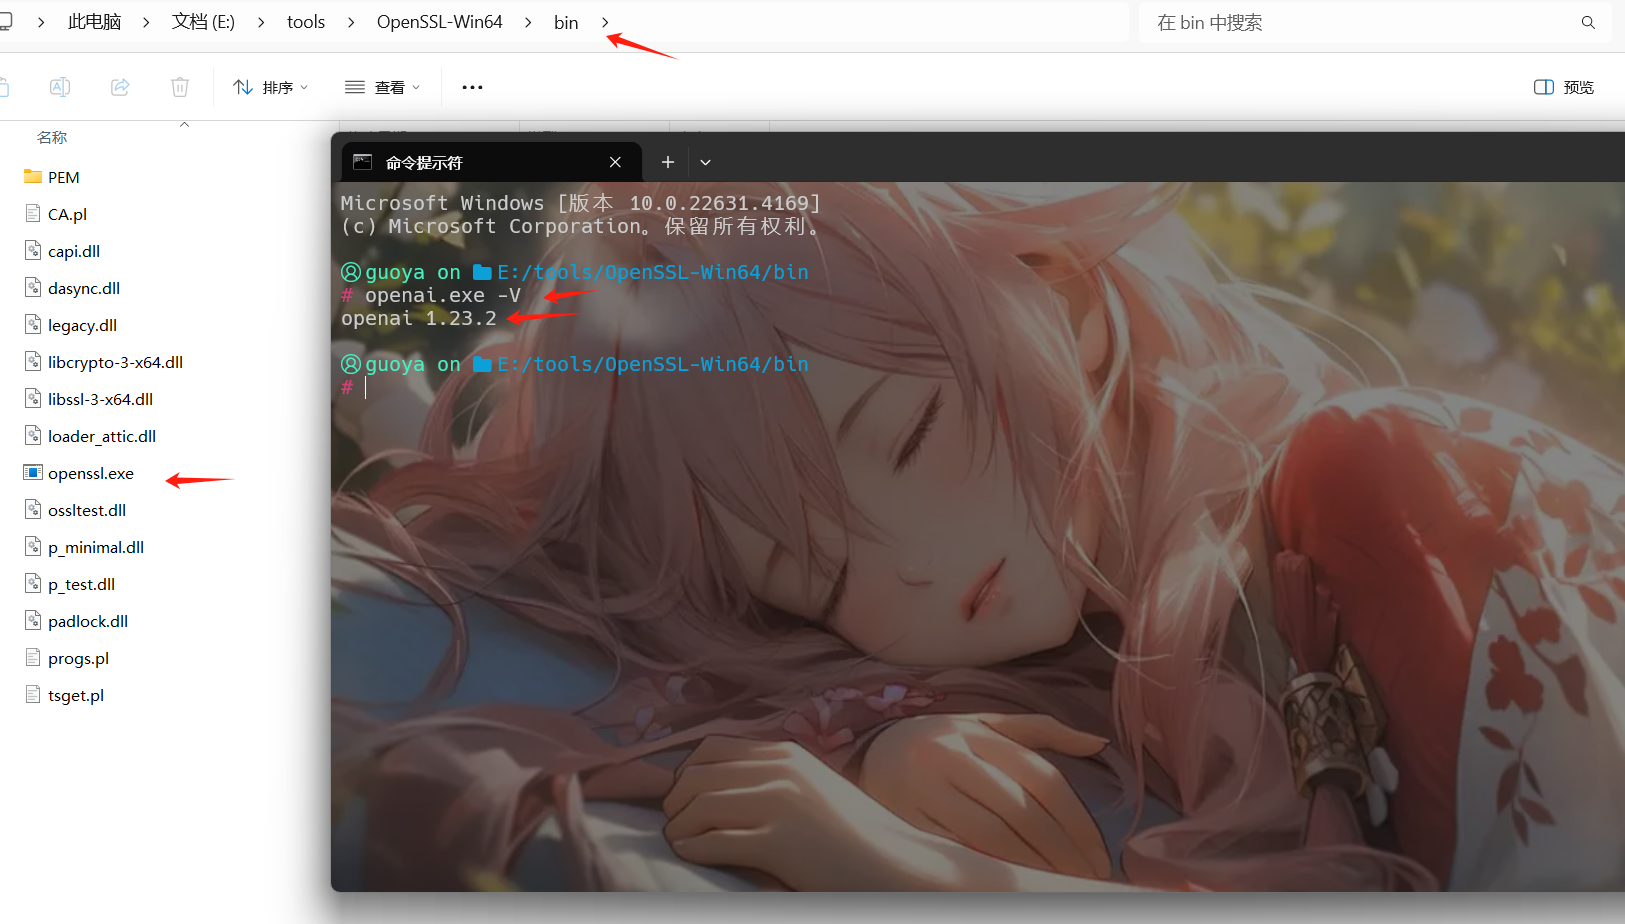 此电脑 > 文档 (E:) > tools > OpenSSL-Win64 > bin >
在 bin 中搜索
排序
查看
预览
名称
PEM
CA.pl
capi.dll
dasync.dll
legacy.dll
libcrypto-3-x64.dll
libssl-3-x64.dll
loader_attic.dll
openssl.exe
ossltest.dll
p_minimal.dll
p_test.dll
padlock.dll
progs.pl
tsget.pl
命令提示符
Microsoft Windows [版本 10.0.22631.4169]
(c) Microsoft Corporation。保留所有权利。
guoya on E:/tools/OpenSSL-Win64/bin
# openai.exe -V
openai 1.23.2
guoya on E:/tools/OpenSSL-Win64/bin
#